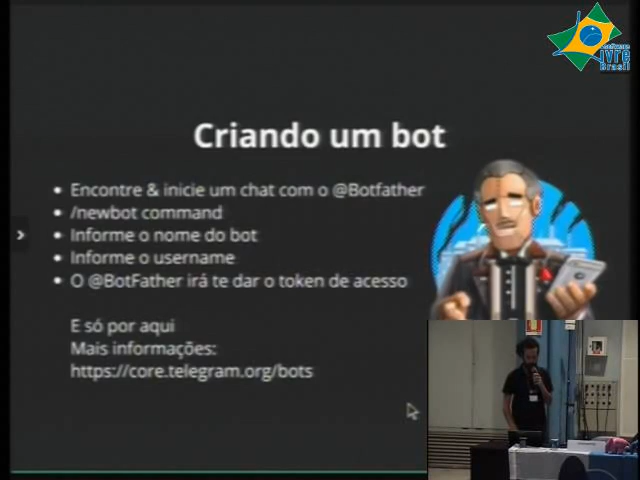 Criando um bot
Encontre & inicie um chat com o @Botfather
/newbot command
Informe o nome do bot
Informe o username
O @BotFather irá te dar o token de acesso
E só por aqui
Mais informações:
https://core.telegram.org/bots
livre
Brasil